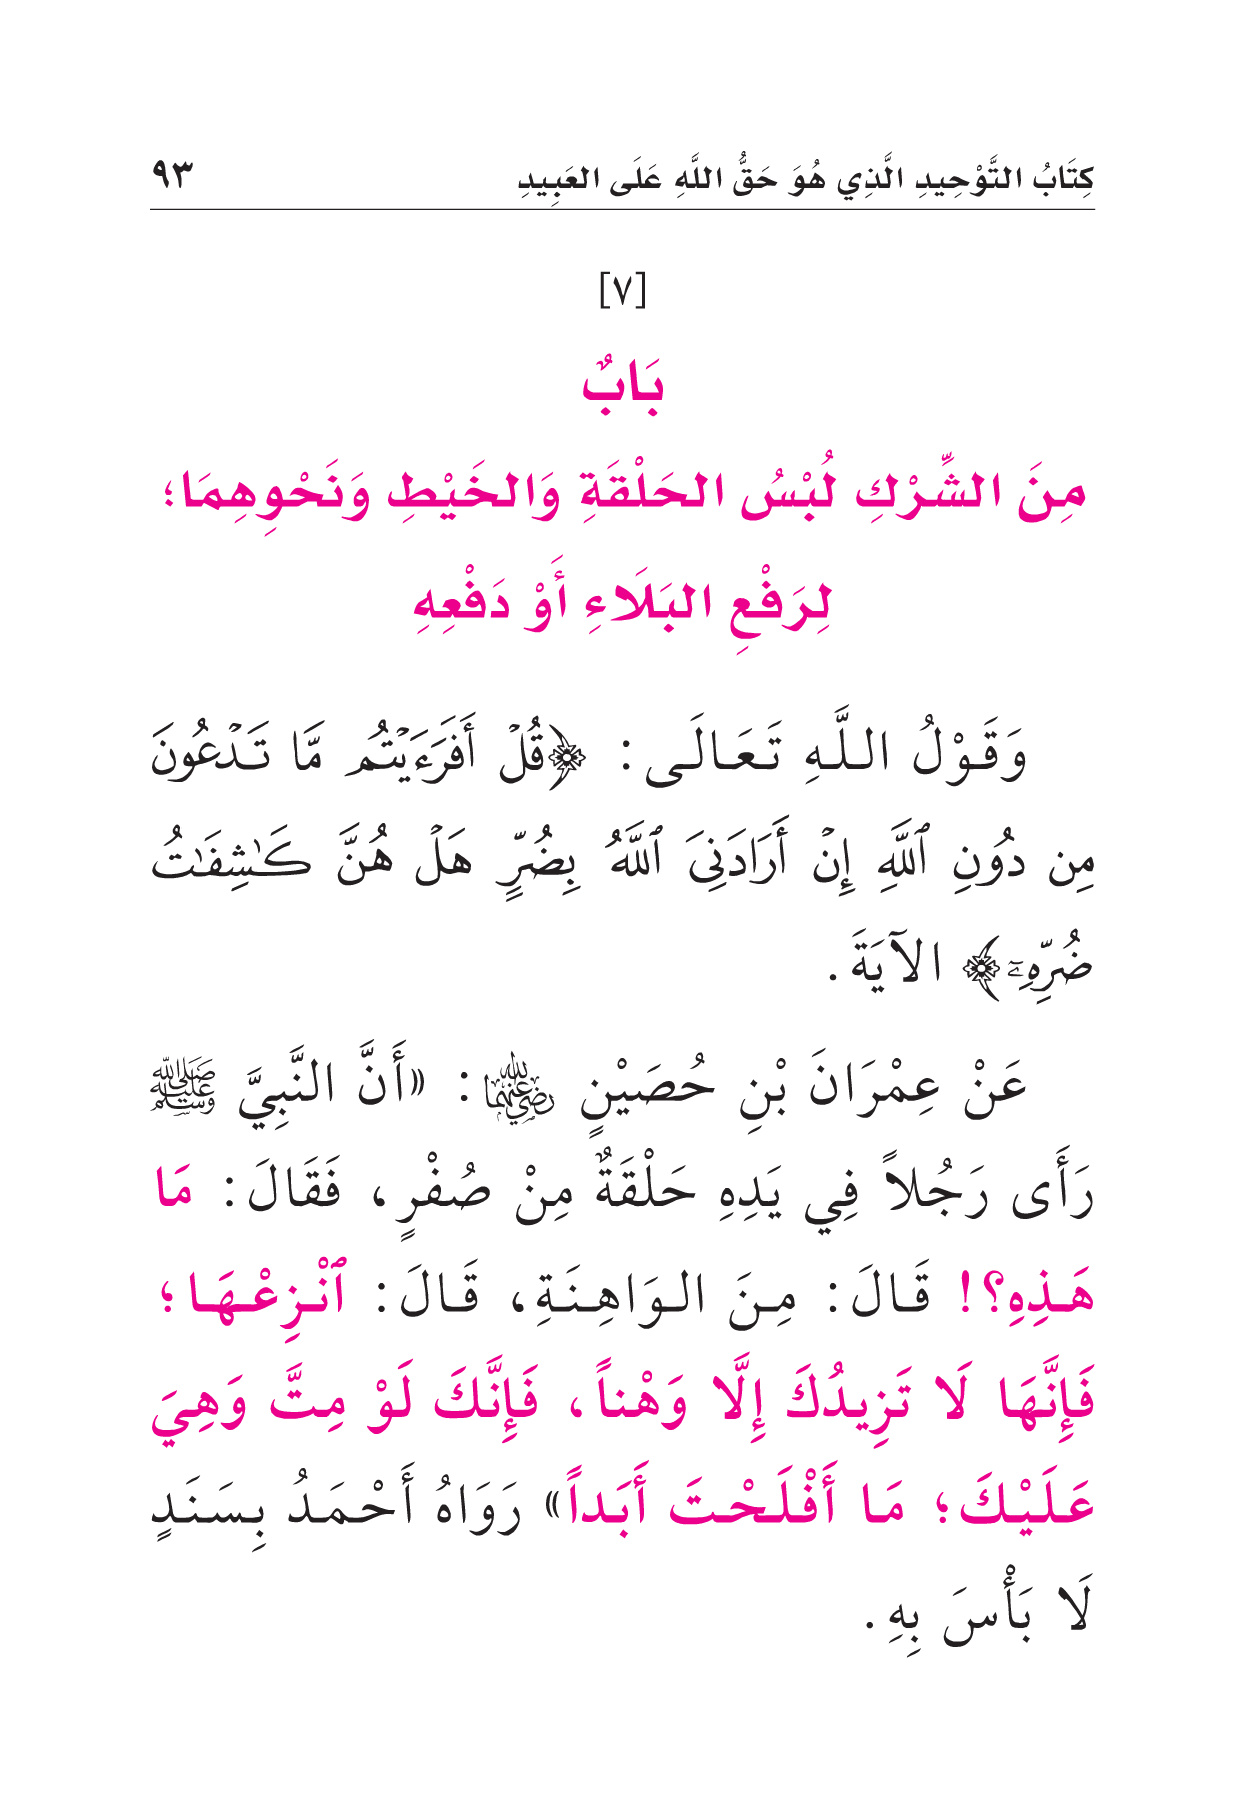 كِتَابُ التَّوْحِيدِ الَّذِي هُوَ حَقُّ اللَّهِ عَلَى العَبِيدِ ٩٣
[٧]
بَابٌ
مِنَ الشِّرْكِ لُبْسُ الحَلْقَةِ وَالخَيْطِ وَنَحْوِهِمَا؛
لِرَفْعِ البَلَاءِ أَوْ دَفْعِهِ
وَقَوْلُ اللَّهِ تَعَالَى: ﴿قُلۡ أَفَرَءَيۡتُم مَّا تَدۡعُونَ
مِن دُونِ ٱللَّهِ إِنۡ أَرَادَنِىَ ٱللَّهُ بِضُرٍّ هَلۡ هُنَّ كَٰشِفَٰتُ
ضُرِّهِۦٓ﴾ الآيَةَ.
عَنْ عِمْرَانَ بْنِ حُصَيْنٍ رضي الله عنهما: «أَنَّ النَّبِيَّ ﷺ
رَأَى رَجُلاً فِي يَدِهِ حَلْقَةٌ مِنْ صُفْرٍ، فَقَالَ: مَا
هَذِهِ؟! قَالَ: مِنَ الوَاهِنَةِ، قَالَ: ٱنْزِعْهَا؛
فَإِنَّهَا لَا تَزِيدُكَ إِلَّا وَهْناً، فَإِنَّكَ لَوْ مِتَّ وَهِيَ
عَلَيْكَ؛ مَا أَفْلَحْتَ أَبَداً» رَوَاهُ أَحْمَدُ بِسَنَدٍ
لَا بَأْسَ بِهِ.